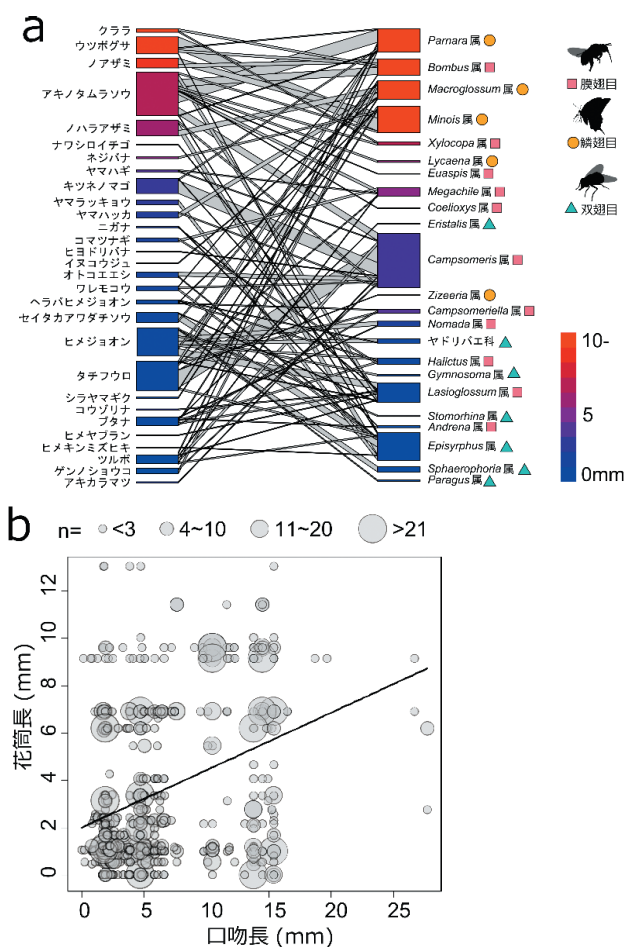 a
クララ
ウツボグサ
ノアザミ
アキノタムラソウ
ノハラアザミ
ナワシロイチゴ
ネジバナ
ヤマハギ
キツネノマゴ
ヤマラッキョウ
ヤマハッカ
ニガナ
コマツナギ
ヒヨドリバナ
イヌコウジュ
オトコエエシ
ワレモコウ
ヘラバヒメジョオン
セイタカアワダチソウ
ヒメジョオン
タチフウロ
シラヤマギク
コウゾリナ
ブタナ
ヒメヤブラン
ヒメキンミズヒキ
ツルボ
ゲンノショウコ
アキカラマツ
Parnara 属
Bombus 属
Macroglossum 属
Minois 属
Xylocopa 属
Lycaena 属
Euaspis 属
Megachile 属
Coelioxys 属
Eristalis 属
Campsomeris 属
Zizeeria 属
Campsomeriella 属
Nomada 属
ヤドリバエ科
Halictus 属
Gymnosoma 属
Lasioglossum 属
Stomorhina 属
Andrena 属
Episyrphus 属
Sphaerophoria 属
Paragus 属
膜翅目
鱗翅目
双翅目
10-
5
0mm
b
n= <3 4~10 11~20 >21
花筒長 (mm)
12
10
8
6
4
2
0
0 5 10 15 20 25
口吻長 (mm)